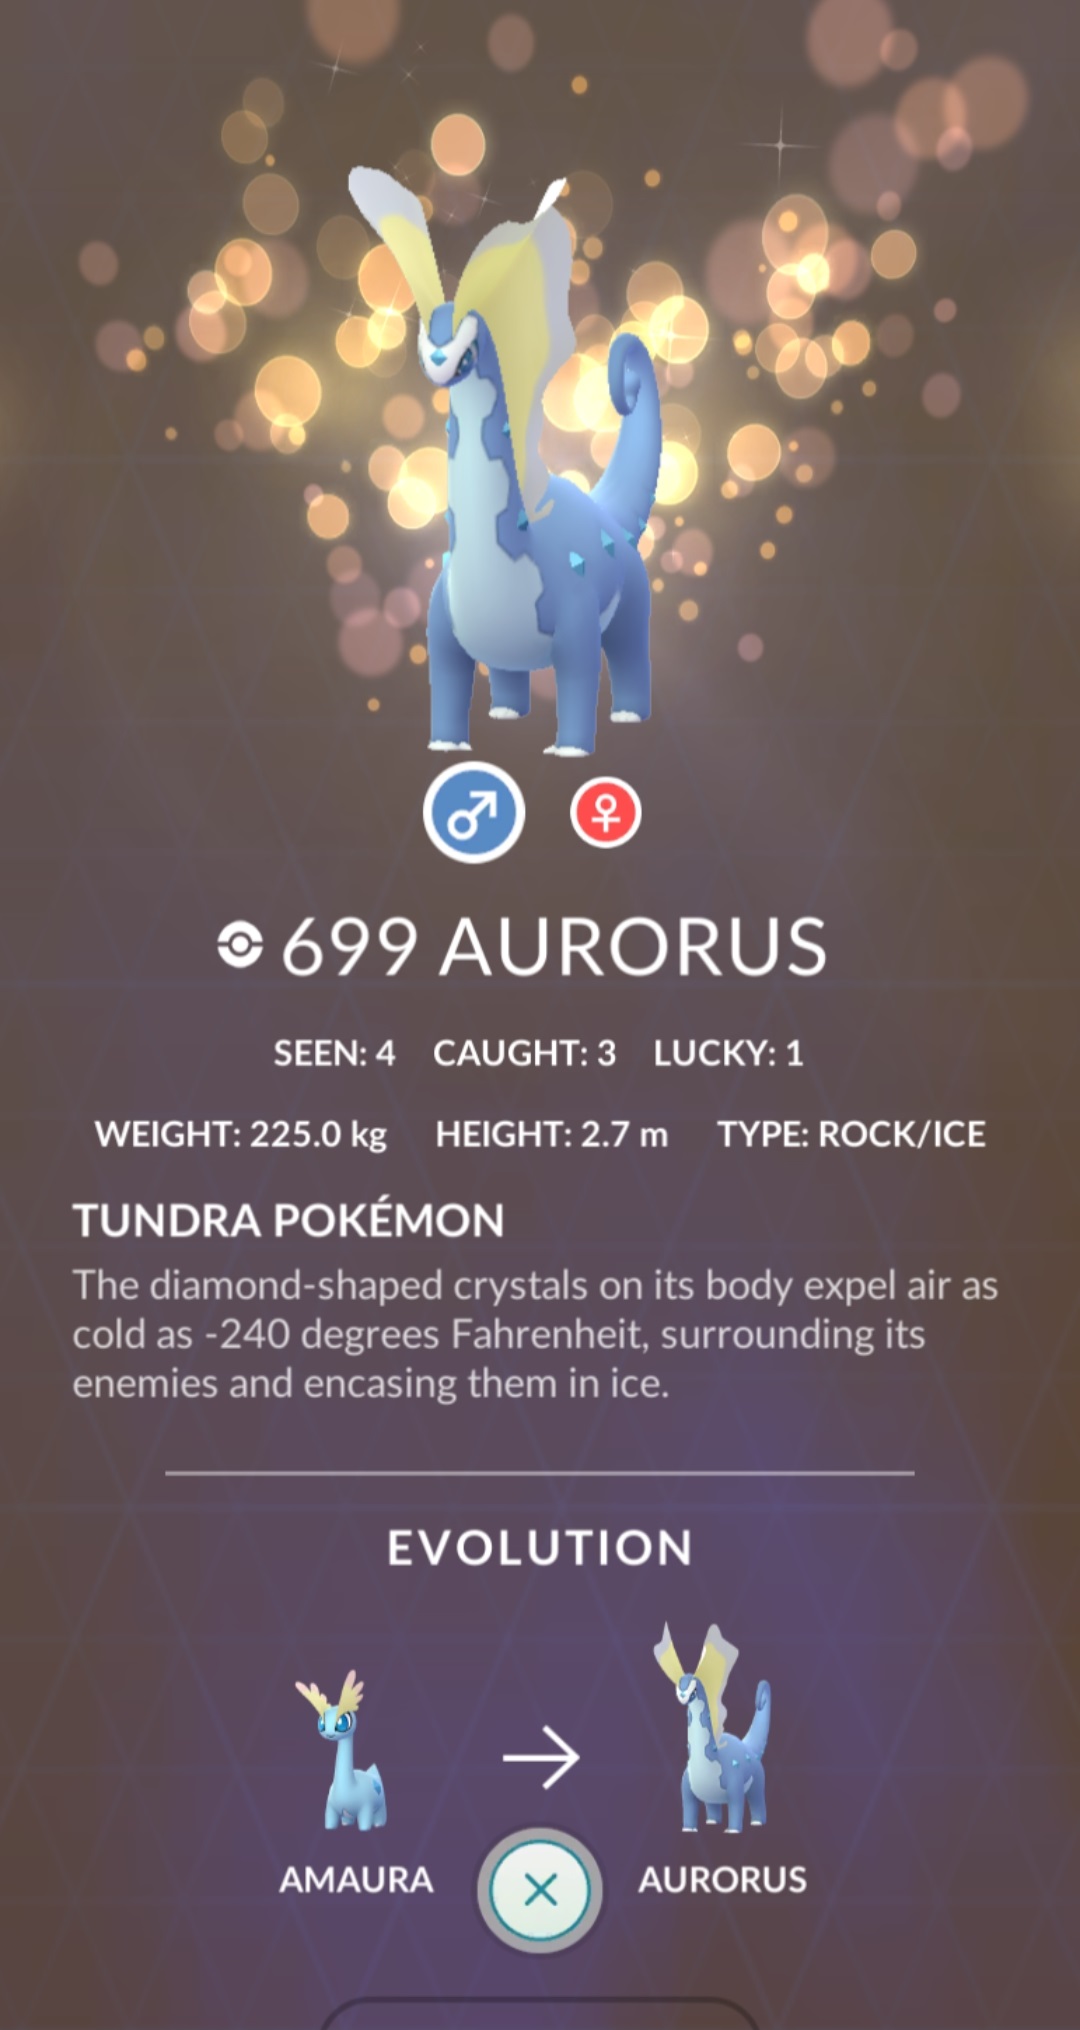 699 AURORUS
SEEN: 4 CAUGHT: 3 LUCKY: 1
WEIGHT: 225.0 kg HEIGHT: 2.7 m TYPE: ROCK/ICE
TUNDRA POKÉMON
The diamond-shaped crystals on its body expel air as
cold as -240 degrees Fahrenheit, surrounding its
enemies and encasing them in ice.
EVOLUTION
AMAURA AURORUS